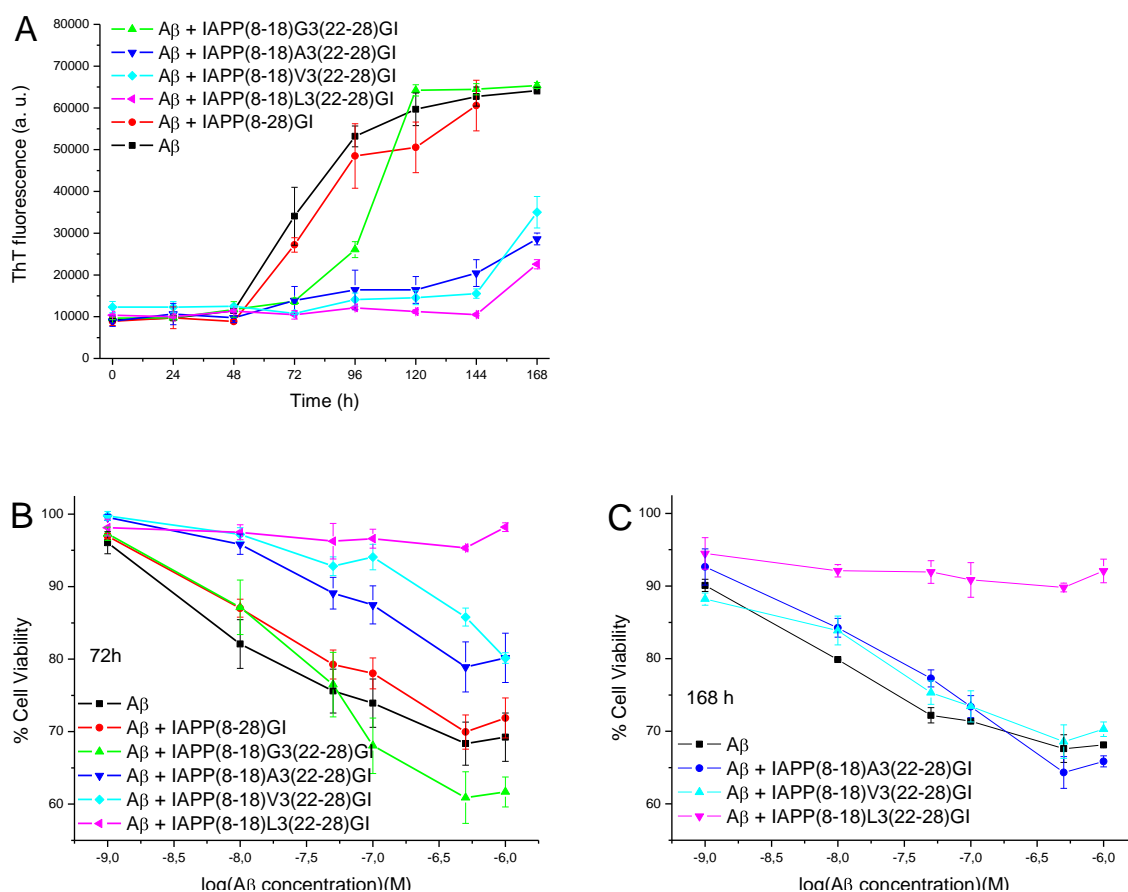 A
80000
70000
60000
50000
40000
30000
20000
10000
0
ThT fluorescence (a. u.)
Aβ + IAPP(8-18)G3(22-28)GI
Aβ + IAPP(8-18)A3(22-28)GI
Aβ + IAPP(8-18)V3(22-28)GI
Aβ + IAPP(8-18)L3(22-28)GI
Aβ + IAPP(8-28)GI
Aβ
0 24 48 72 96 120 144 168
Time (h)
B
100
90
80
70
60
% Cell Viability
72h
Aβ
Aβ + IAPP(8-28)GI
Aβ + IAPP(8-18)G3(22-28)GI
Aβ + IAPP(8-18)A3(22-28)GI
Aβ + IAPP(8-18)V3(22-28)GI
Aβ + IAPP(8-18)L3(22-28)GI
-9,0 -8,5 -8,0 -7,5 -7,0 -6,5 -6,0
log(Aβ concentration)(M)
C
100
90
80
70
60
% Cell Viability
168 h
Aβ
Aβ + IAPP(8-18)A3(22-28)GI
Aβ + IAPP(8-18)V3(22-28)GI
Aβ + IAPP(8-18)L3(22-28)GI
-9,0 -8,5 -8,0 -7,5 -7,0 -6,5 -6,0
log(Aβ concentration)(M)